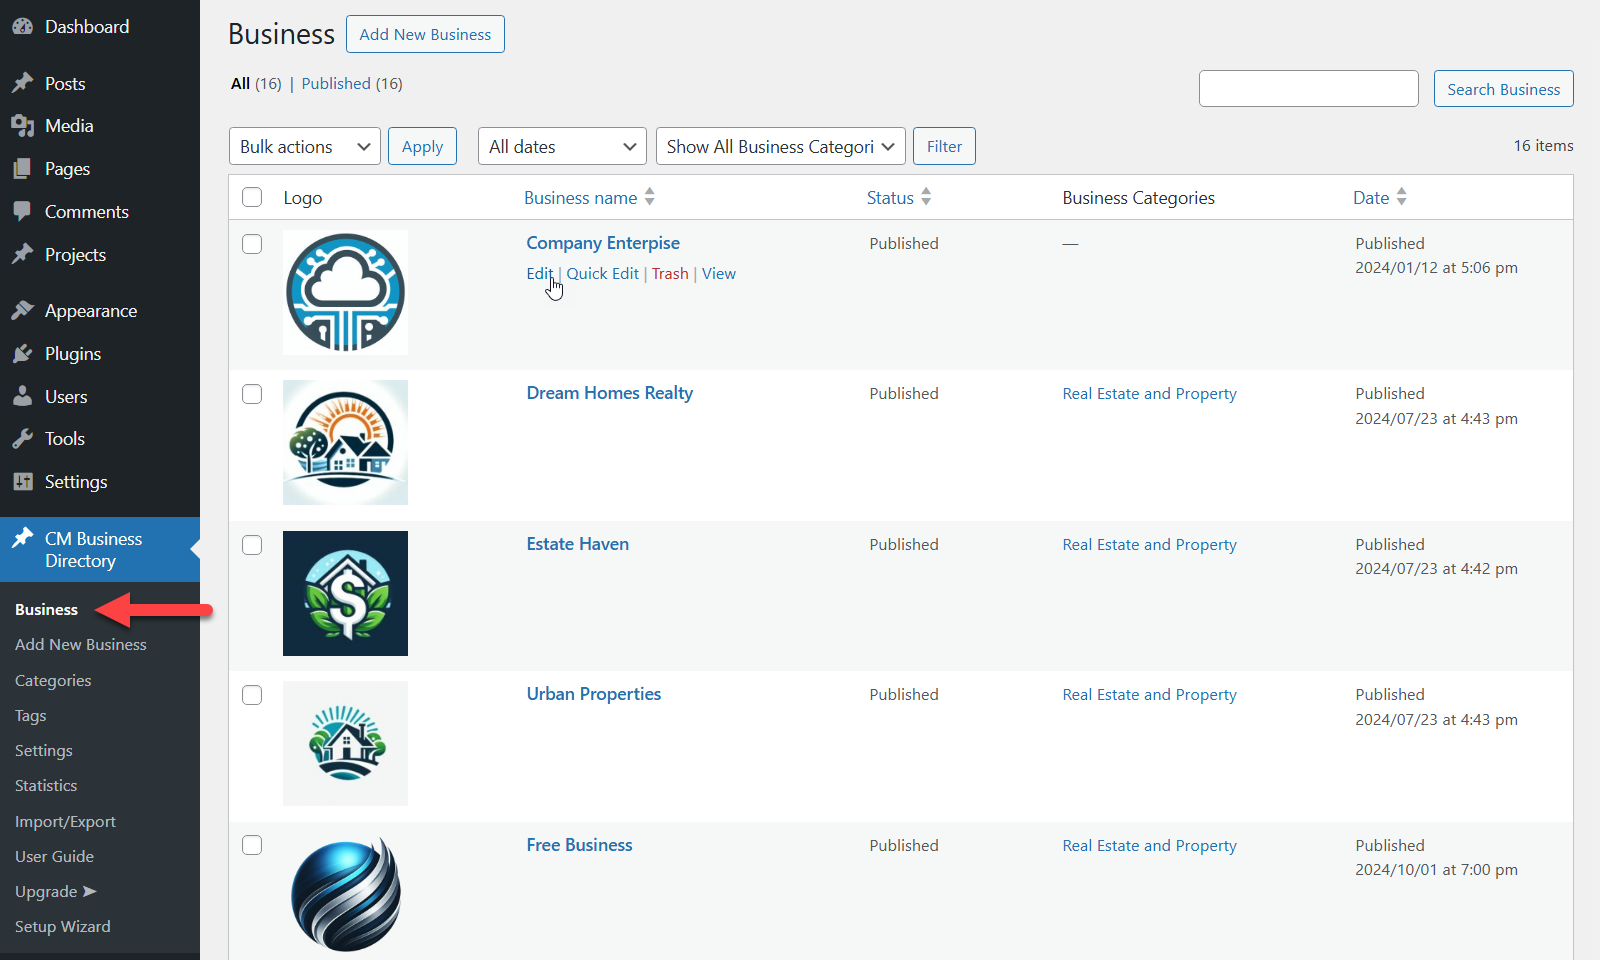 Dashboard
Posts
Media
Pages
Comments
Projects
Appearance
Plugins
Users
Tools
Settings
CM Business
Directory
Business
Add New Business
Categories
Tags
Settings
Statistics
Import/Export
User Guide
Upgrade ➤
Setup Wizard
Business Add New Business
All (16) | Published (16)
Search Business
Bulk actions Apply All dates Show All Business Categori Filter 16 items
Logo Business name Status Business Categories Date
Company Enterpise Published — Published
Edit | Quick Edit | Trash | View 2024/01/12 at 5:06 pm
Dream Homes Realty Published Real Estate and Property Published
2024/07/23 at 4:43 pm
Estate Haven Published Real Estate and Property Published
2024/07/23 at 4:42 pm
S
Urban Properties Published Real Estate and Property Published
2024/07/23 at 4:43 pm
Free Business Published Real Estate and Property Published
2024/10/01 at 7:00 pm